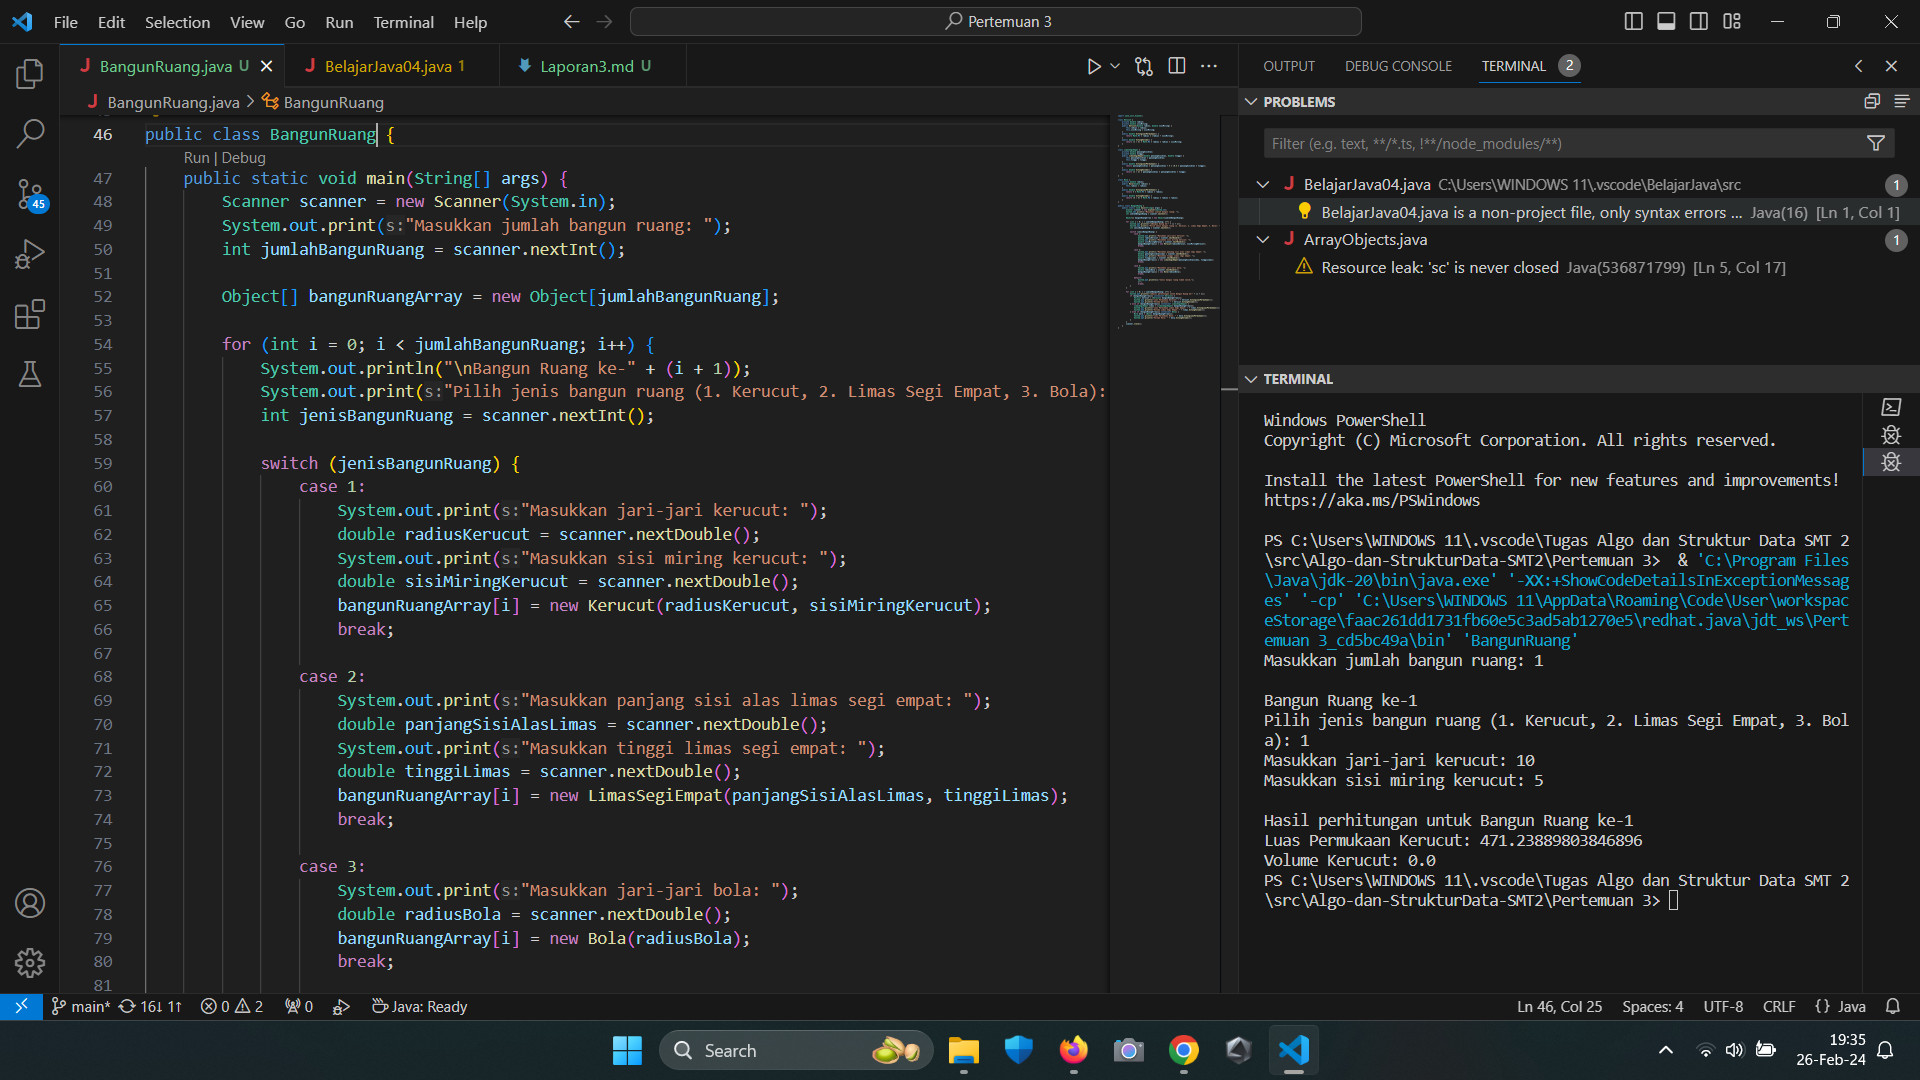 File Edit Selection View Go Run Terminal Help
Pertemuan 3
BangunRuang.java U
BelajarJava04.java 1
Laporan3.md U
BangunRuang.java > BangunRuang
46 public class BangunRuang {
Run | Debug
47 public static void main(String[] args) {
48 Scanner scanner = new Scanner(System.in);
49 System.out.print(s:"Masukkan jumlah bangun ruang: ");
50 int jumlahBangunRuang = scanner.nextInt();
51
52 Object[] bangunRuangArray = new Object[jumlahBangunRuang];
53
54 for (int i = 0; i < jumlahBangunRuang; i++) {
55 System.out.println("\nBangun Ruang ke-" + (i + 1));
56 System.out.print(s:"Pilih jenis bangun ruang (1. Kerucut, 2. Limas Segi Empat, 3. Bola):
57 int jenisBangunRuang = scanner.nextInt();
58
59 switch (jenisBangunRuang) {
60 case 1:
61 System.out.print(s:"Masukkan jari-jari kerucut: ");
62 double radiusKerucut = scanner.nextDouble();
63 System.out.print(s:"Masukkan sisi miring kerucut: ");
64 double sisiMiringKerucut = scanner.nextDouble();
65 bangunRuangArray[i] = new Kerucut(radiusKerucut, sisiMiringKerucut);
66 break;
67
68 case 2:
69 System.out.print(s:"Masukkan panjang sisi alas limas segi empat: ");
70 double panjangSisiAlasLimas = scanner.nextDouble();
71 System.out.print(s:"Masukkan tinggi limas segi empat: ");
72 double tinggiLimas = scanner.nextDouble();
73 bangunRuangArray[i] = new LimasSegiEmpat(panjangSisiAlasLimas, tinggiLimas);
74 break;
75
76 case 3:
77 System.out.print(s:"Masukkan jari-jari bola: ");
78 double radiusBola = scanner.nextDouble();
79 bangunRuangArray[i] = new Bola(radiusBola);
80 break;
81
OUTPUT DEBUG CONSOLE TERMINAL 2
PROBLEMS
Filter (e.g. text, **/*.ts, !**/node_modules/**)
BelajarJava04.java C:\Users\WINDOWS 11\.vscode\BelajarJava\src 1
BelajarJava04.java is a non-project file, only syntax errors ... Java(16) [Ln 1, Col 1]
ArrayObjects.java 1
Resource leak: 'sc' is never closed Java(536871799) [Ln 5, Col 17]
TERMINAL
Windows PowerShell
Copyright (C) Microsoft Corporation. All rights reserved.
Install the latest PowerShell for new features and improvements!
https://aka.ms/PSWindows
PS C:\Users\WINDOWS 11\.vscode\Tugas Algo dan Struktur Data SMT 2
\src\Algo-dan-StrukturData-SMT2\Pertemuan 3> & 'C:\Program Files
\Java\jdk-20\bin\java.exe' '-XX:+ShowCodeDetailsInExceptionMessag
es' '-cp' 'C:\Users\WINDOWS 11\AppData\Roaming\Code\User\workspac
eStorage\faac261dd1731fb60e5c3ad5ab1270e5\redhat.java\jdt_ws\Pert
emuan 3_cd5bc49a\bin' 'BangunRuang'
Masukkan jumlah bangun ruang: 1
Bangun Ruang ke-1
Pilih jenis bangun ruang (1. Kerucut, 2. Limas Segi Empat, 3. Bol
a): 1
Masukkan jari-jari kerucut: 10
Masukkan sisi miring kerucut: 5
Hasil perhitungan untuk Bangun Ruang ke-1
Luas Permukaan Kerucut: 471.23889803846896
Volume Kerucut: 0.0
PS C:\Users\WINDOWS 11\.vscode\Tugas Algo dan Struktur Data SMT 2
\src\Algo-dan-StrukturData-SMT2\Pertemuan 3>
45
main* 16↓ 1↑ 0 2 0 Java: Ready
Ln 46, Col 25 Spaces: 4 UTF-8 CRLF {} Java
Search
19:35
26-Feb-24